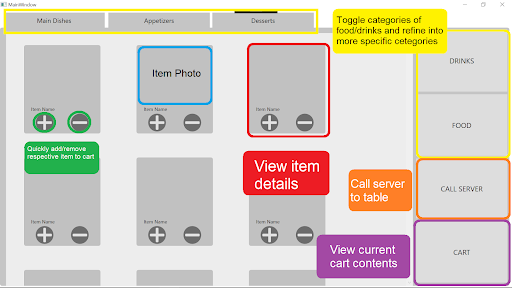 MainWindow
Main Dishes
Appetizers
Desserts
Toggle categories of
food/drinks and refine into
more specific cetegories
DRINKS
Item Photo
Item Name
Item Name
Item Name
FOOD
Quickly add/remove
respective item to cart
View item
details
Call server
to table
CALL SERVER
Item Name
Item Name
Item Name
View current
cart contents
CART